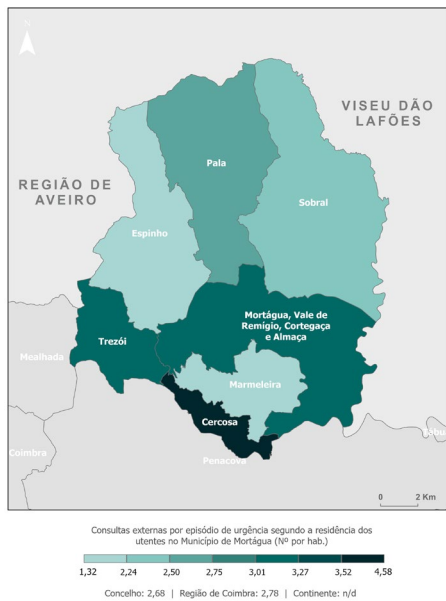 N
VISEU DÃO
LAFÕES
Pala
REGIÃO DE
AVEIRO
Sobral
Espinho
Mortágua, Vale de
Remígio, Cortegaça
e Almaça
Trezói
Mealhada
Marmeleira
Cercosa
Coimbra
Penacova
0 2 Km
Consultas externas por episódio de urgência segundo a residência dos
utentes no Município de Mortágua (Nº por hab.)
1,32 2,24 2,50 2,75 3,01 3,27 3,52 4,58
Concelho: 2,68 | Região de Coimbra: 2,78 | Continente: n/d